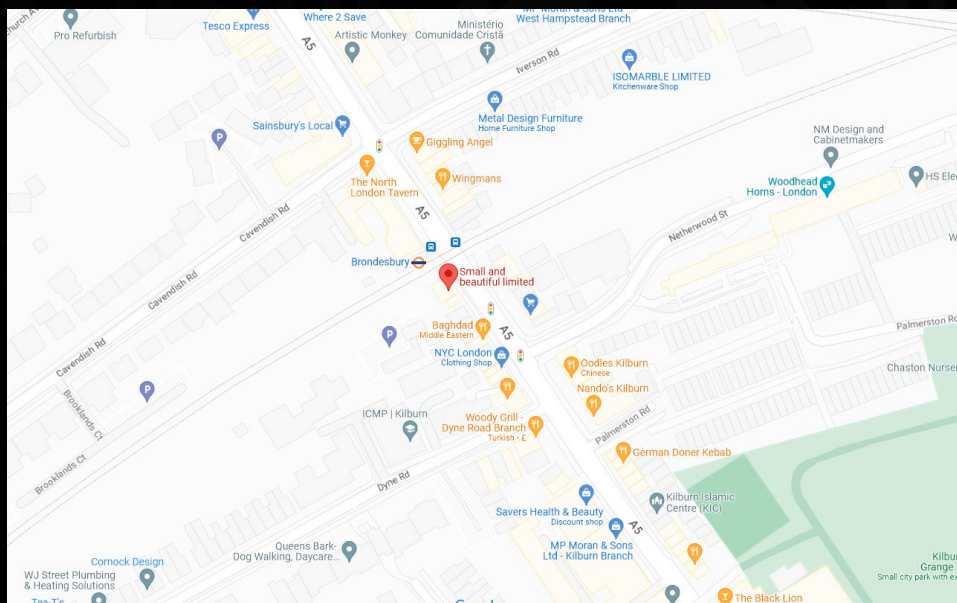 Church Ave
Pro Refurbish
Tesco Express
Where 2 Save
A5
Artistic Monkey
Ministério
Comunidade Cristã
MP Moran & Sons Ltd
West Hampstead Branch
Iverson Rd
ISOMARBLE LIMITED
Kitchenware Shop
Metal Design Furniture
Home Furniture Shop
Sainsbury's Local
P
Giggling Angel
NM Design and
Cabinetmakers
The North
London Tavern
Wingmans
Woodhead
Horns - London
HS Elec
A5
Cavendish Rd
Netherwood St
W
Brondesbury
Small and
beautiful limited
Cavendish Rd
Baghdad
Middle Eastern
A5
P
Palmerston Rd
Cavendish Rd
NYC London
Clothing Shop
Oodles Kilburn
Chinese
Chaston Nurser
P
Nando's Kilburn
Brooklands Ct
ICMP | Kilburn
Woody Grill -
Dyne Road Branch
Turkish - £
Palmerston Rd
German Doner Kebab
Brooklands Ct
Dyne Rd
Kilburn Islamic
Centre (KIC)
Savers Health & Beauty
Discount shop
A5
MP Moran & Sons
Ltd - Kilburn Branch
Queens Bark-
Dog Walking, Daycare...
Cornock Design
Kilbu
Grange
Small city park with ex
WJ Street Plumbing
& Heating Solutions
Tea-T's
Google
The Black Lion